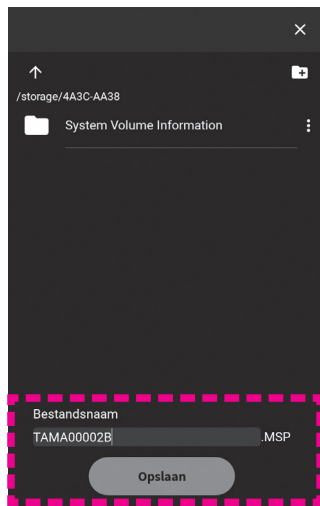 /storage/4A3C-AA38
System Volume Information
Bestandsnaam
TAMA00002B .MSP
Opslaan